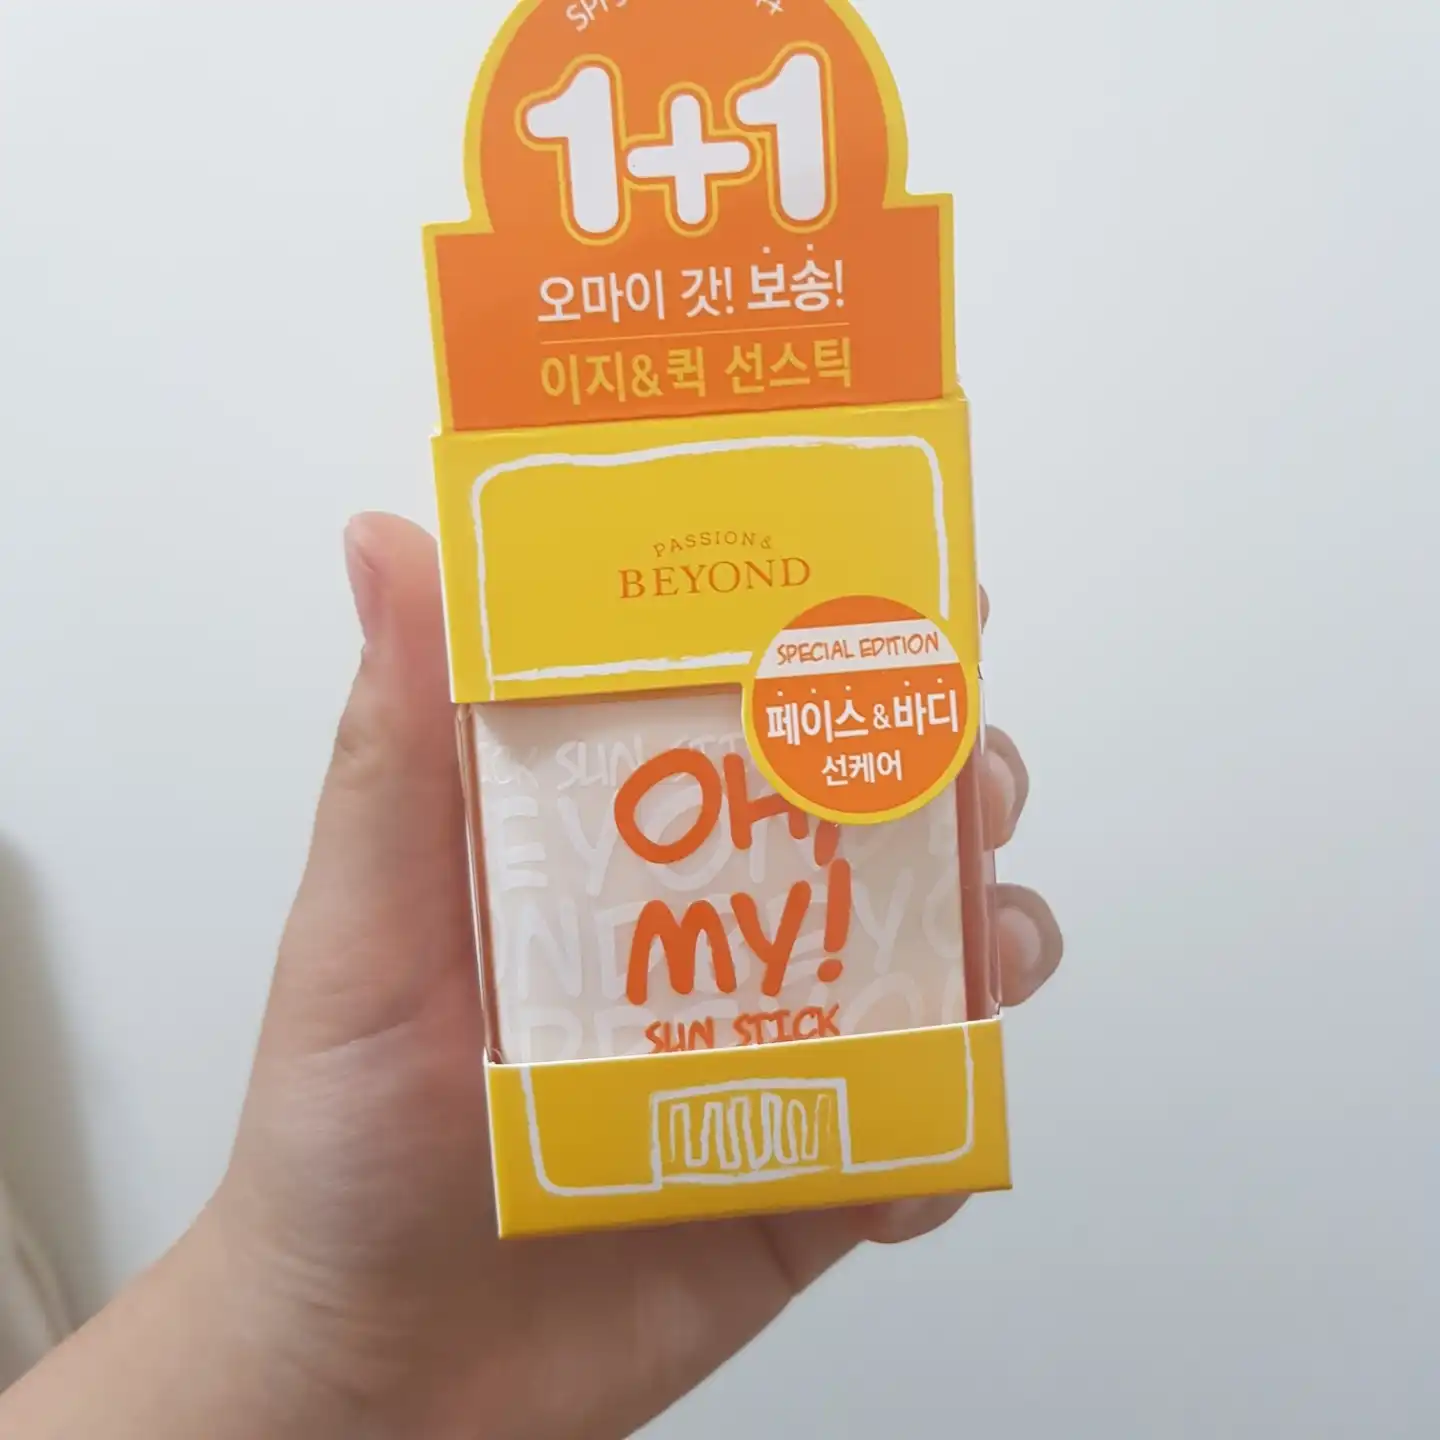 1+1
오마이 갓! 보송!
이지&퀵 선스틱
PASSION &
BEYOND
SPECIAL EDITION
페이스&바디
선케어
SUN
OH,
MY!
SUN STICK